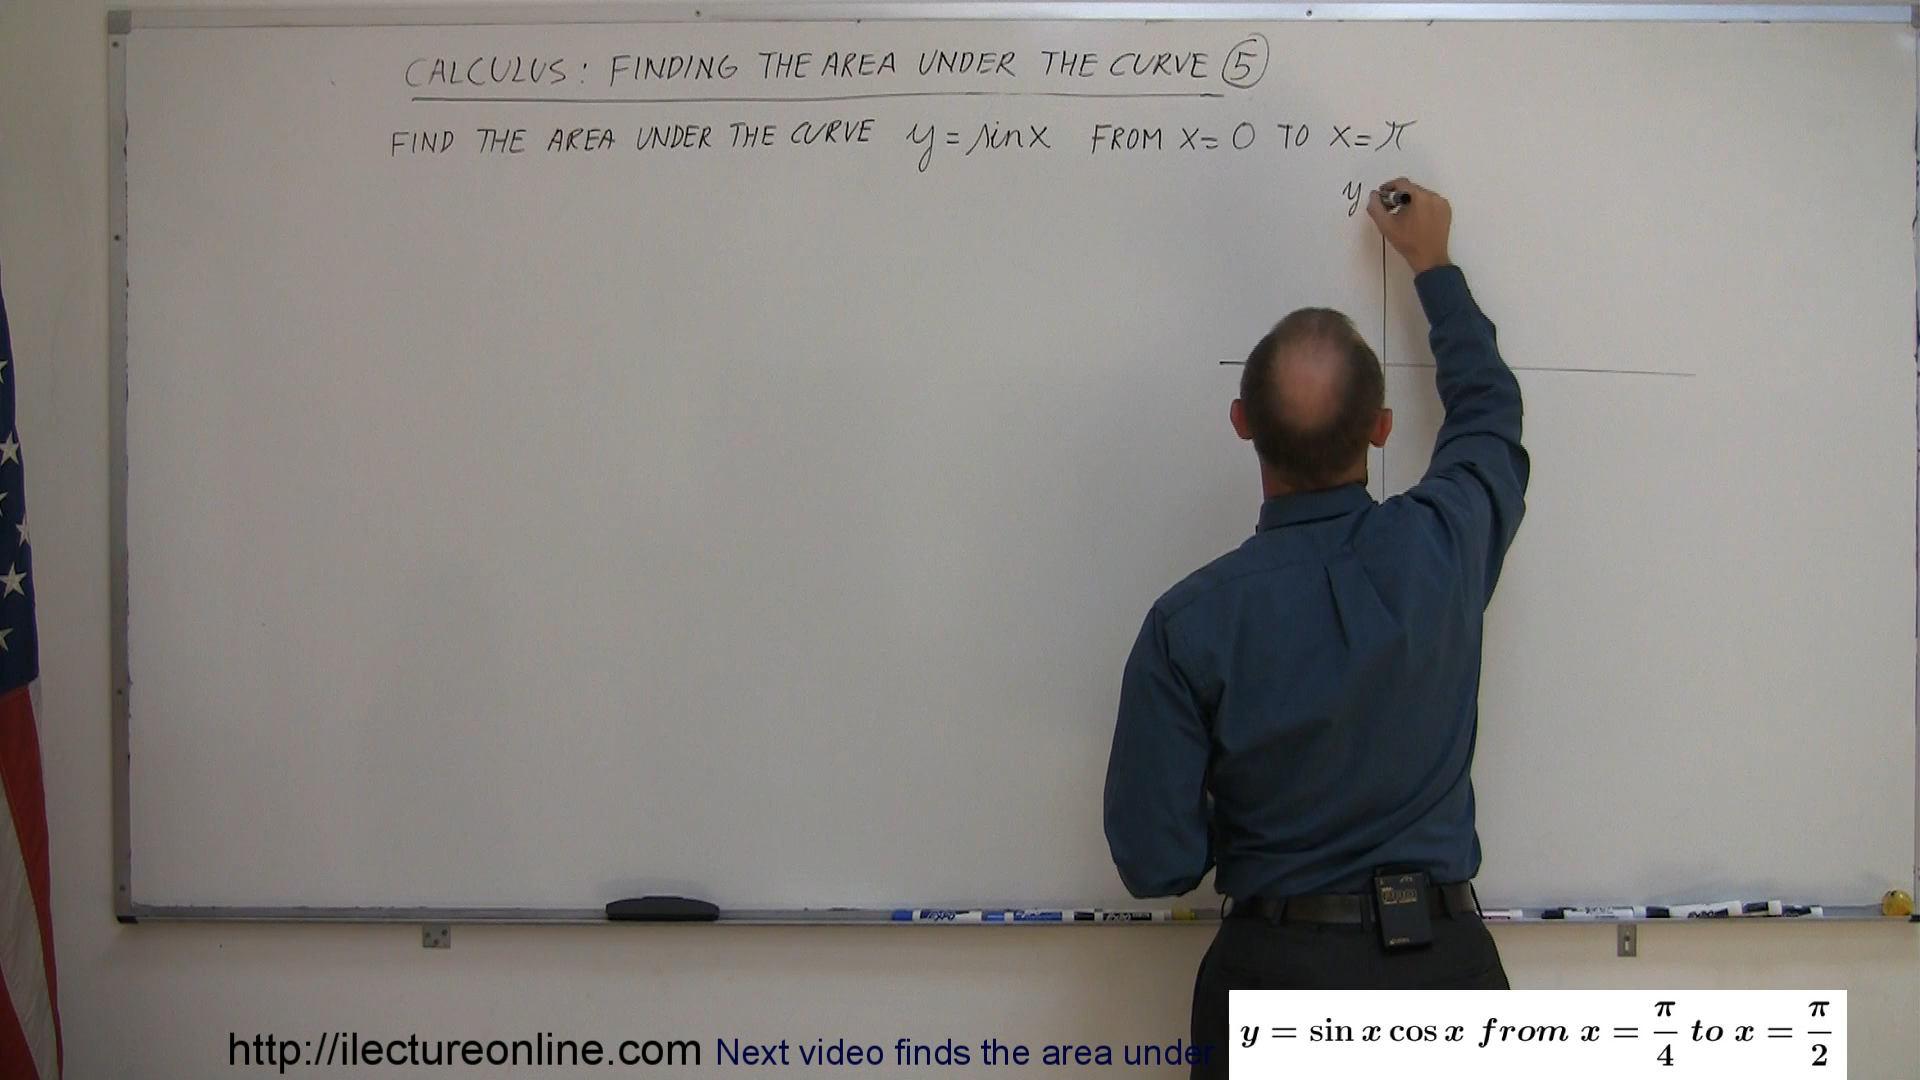 CALCULUS: FINDING THE AREA UNDER THE CURVE 5
FIND THE AREA UNDER THE CURVE y = sin x FROM X = 0 TO X = π
y
http://ilectureonline.com Next video finds the area under y = sin x cos x from x = π/4 to x = π/2